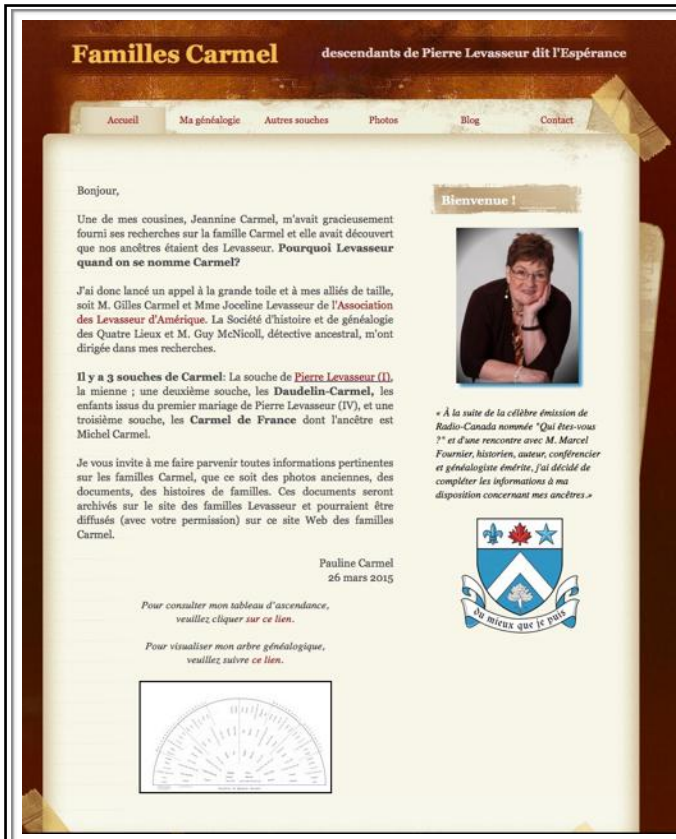 Familles Carmel
descendants de Pierre Levasseur dit l'Espérance
Accueil Ma généalogie Autres souches Photos Blog Contact
Bonjour,
Une de mes cousines, Jeannine Carmel, m'avait gracieusement
fourni ses recherches sur la famille Carmel et elle avait découvert
que nos ancêtres étaient des Levasseur. Pourquoi Levasseur
quand on se nomme Carmel?
J'ai donc lancé un appel à la grande toile et à mes alliés de taille,
soit M. Gilles Carmel et Mme Joceline Levasseur de l'Association
des Levasseur d'Amérique. La Société d'histoire et de généalogie
des Quatre Lieux et M. Guy McNicoll, détective ancestral, m'ont
dirigée dans mes recherches.
Il y a 3 souches de Carmel: La souche de Pierre Levasseur (I),
la mienne ; une deuxième souche, les Daudelin-Carmel, les
enfants issus du premier mariage de Pierre Levasseur (IV), et une
troisième souche, les Carmel de France dont l'ancêtre est
Michel Carmel.
Je vous invite à me faire parvenir toutes informations pertinentes
sur les familles Carmel, que ce soit des photos anciennes, des
documents, des histoires de familles. Ces documents seront
archivés sur le site des familles Levasseur et pourraient être
diffusés (avec votre permission) sur ce site Web des familles
Carmel.
Pauline Carmel
26 mars 2015
Pour consulter mon tableau d'ascendance,
veuillez cliquer sur ce lien.
Pour visualiser mon arbre généalogique,
veuillez suivre ce lien.
Bienvenue !
« À la suite de la célèbre émission de
Radio-Canada nommée "Qui êtes-vous
?" et d'une rencontre avec M. Marcel
Fournier, historien, auteur, conférencier
et généalogiste émérite, j'ai décidé de
compléter les informations à ma
disposition concernant mes ancêtres.»
du mieux que je puis